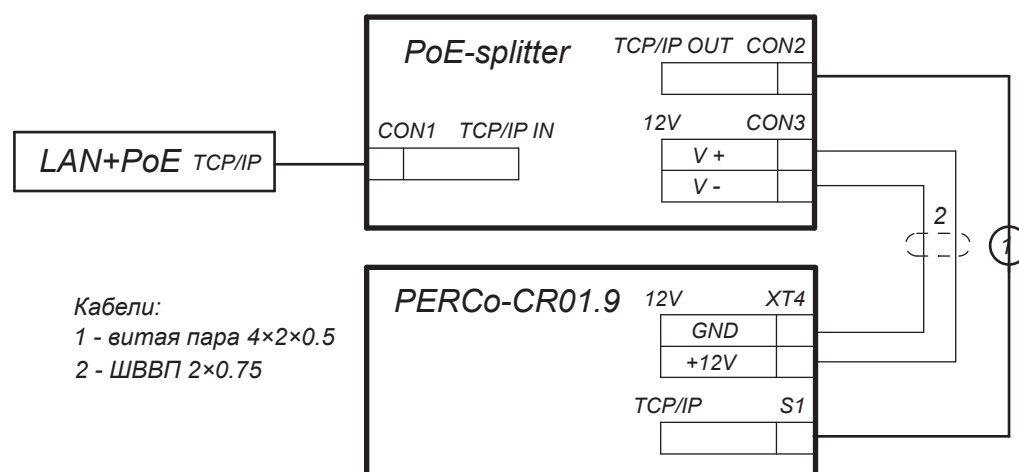 PoE-splitter
TCP/IP OUT CON2
12V CON3
CON1 TCP/IP IN
V +
V -
LAN+PoE TCP/IP
2
1
PERCo-CR01.9
12V XT4
GND
+12V
TCP/IP S1
Кабели:
1 - витая пара 4×2×0.5
2 - ШВВП 2×0.75